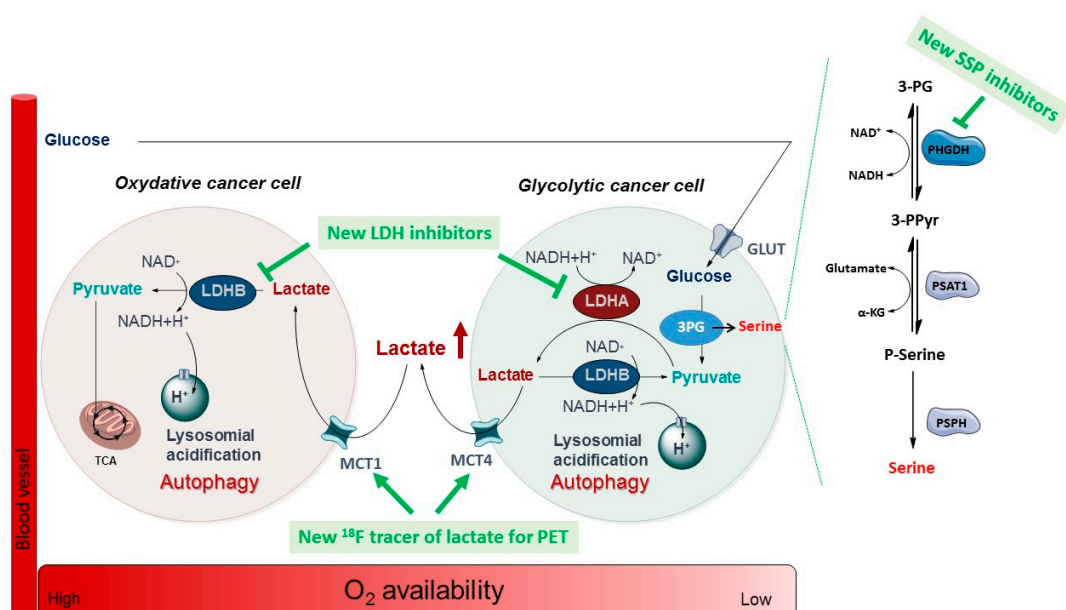 New SSP
inhibitors
3-PG
NAD⁺
PHGDH
NADH
3-PPyr
Glutamate
PSAT1
α-KG
P-Serine
PSPH
Serine
Glucose
Oxydative cancer cell
Glycolytic cancer cell
New LDH inhibitors
GLUT
NAD⁺
Pyruvate
LDHB
Lactate
NADH+H⁺
H⁺
Lysosomial
acidification
Autophagy
TCA
MCT1
Lactate
MCT4
NADH+H⁺
NAD⁺
Glucose
LDHA
3PG
Serine
NAD⁺
Lactate
LDHB
Pyruvate
NADH+H⁺
H⁺
Lysosomial
acidification
Autophagy
New ¹⁸F tracer of lactate for PET
Blood vessel
O₂ availability
High
Low